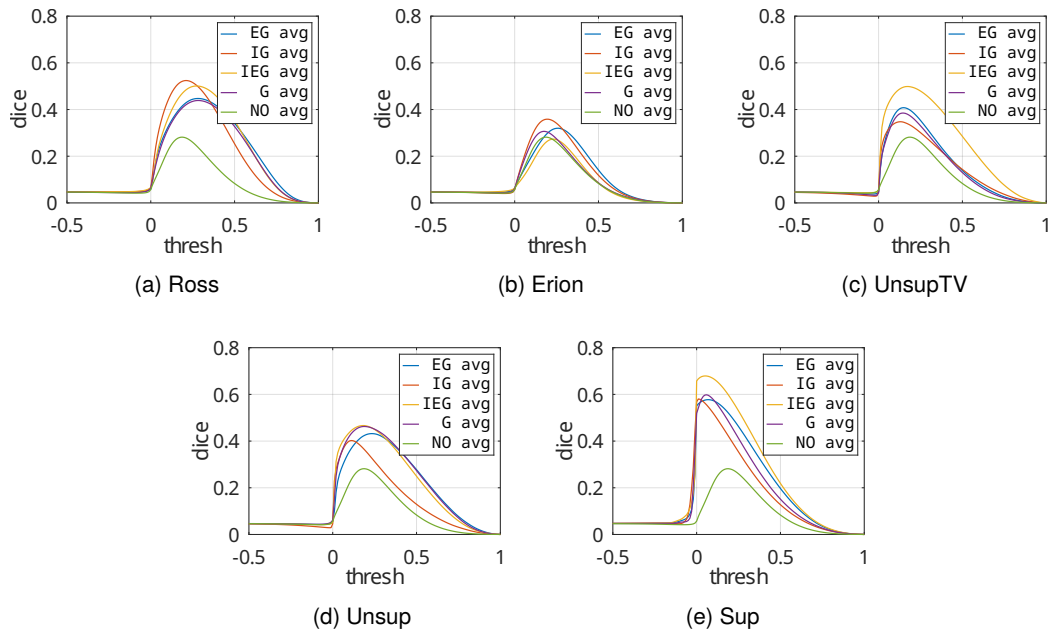 0.8
0.6
0.4
0.2
0
dice
EG avg
IG avg
IEG avg
G avg
NO avg
-0.5 0 0.5 1
thresh
(a) Ross
0.8
0.6
0.4
0.2
0
dice
EG avg
IG avg
IEG avg
G avg
NO avg
-0.5 0 0.5 1
thresh
(b) Erion
0.8
0.6
0.4
0.2
0
dice
EG avg
IG avg
IEG avg
G avg
NO avg
-0.5 0 0.5 1
thresh
(c) UnsupTV
0.8
0.6
0.4
0.2
0
dice
EG avg
IG avg
IEG avg
G avg
NO avg
-0.5 0 0.5 1
thresh
(d) Unsup
0.8
0.6
0.4
0.2
0
dice
EG avg
IG avg
IEG avg
G avg
NO avg
-0.5 0 0.5 1
thresh
(e) Sup